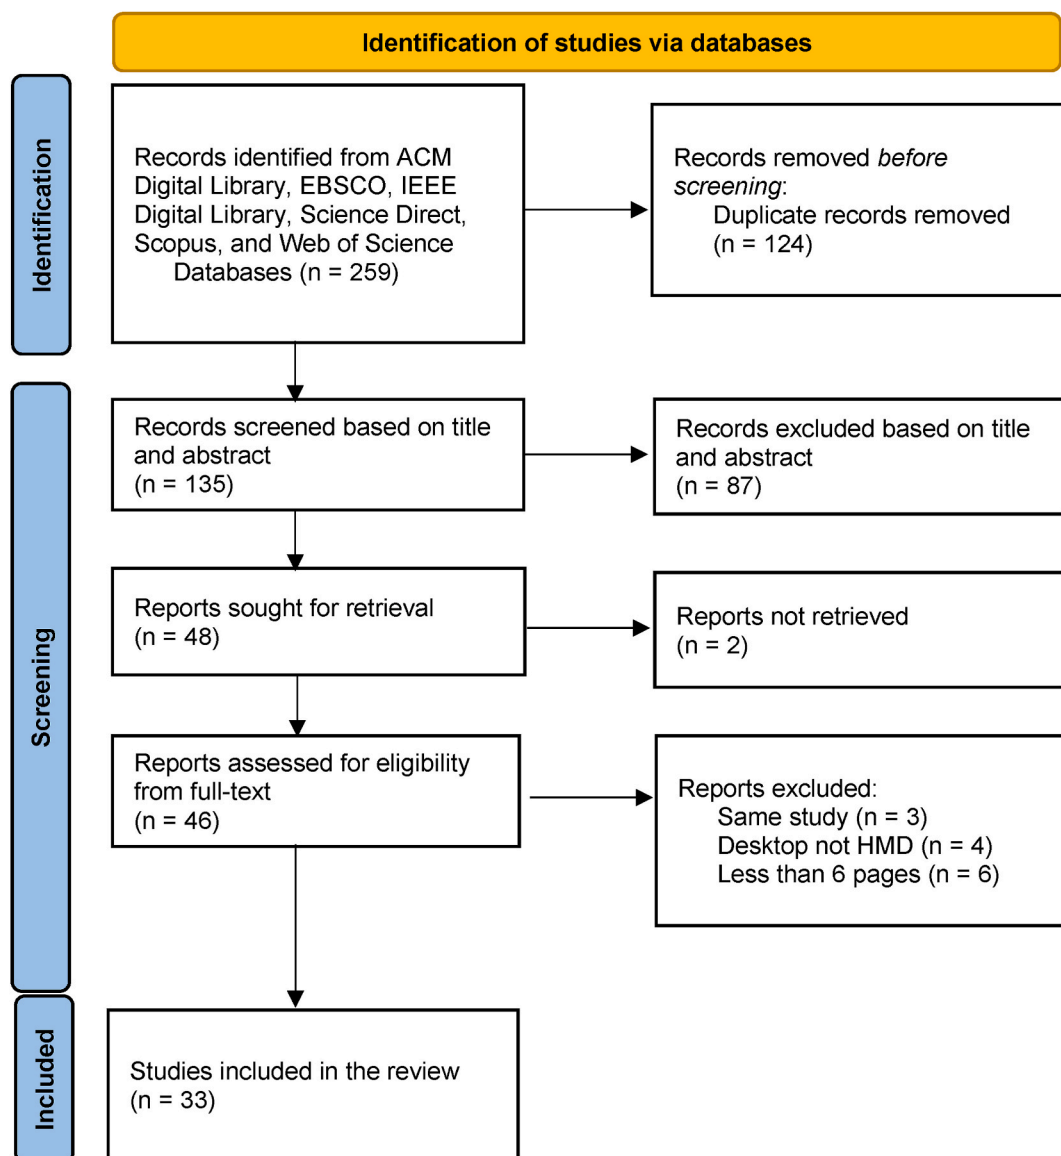 Identification of studies via databases
Identification
Records identified from ACM
Digital Library, EBSCO, IEEE
Digital Library, Science Direct,
Scopus, and Web of Science
Databases (n = 259)
Records removed before
screening:
Duplicate records removed
(n = 124)
Screening
Records screened based on title
and abstract
(n = 135)
Records excluded based on title
and abstract
(n = 87)
Reports sought for retrieval
(n = 48)
Reports not retrieved
(n = 2)
Reports assessed for eligibility
from full-text
(n = 46)
Reports excluded:
Same study (n = 3)
Desktop not HMD (n = 4)
Less than 6 pages (n = 6)
Included
Studies included in the review
(n = 33)